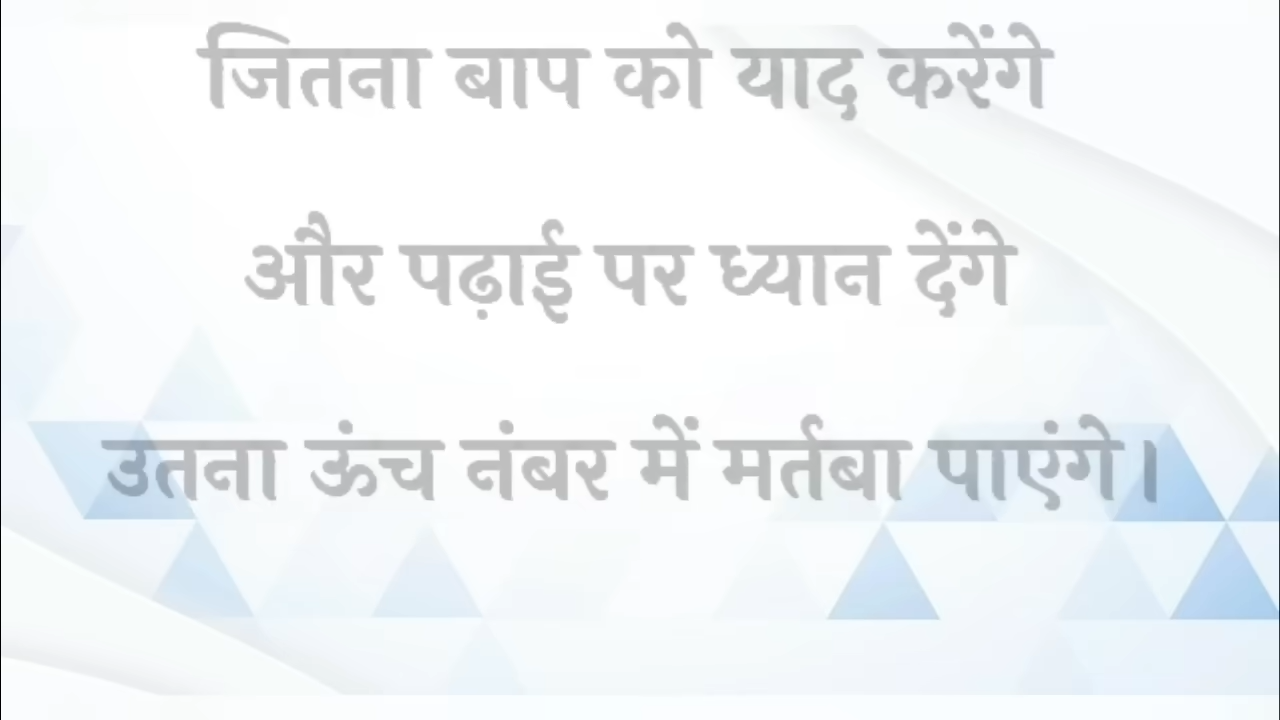 जितना बाप को याद करेंगे
और पढ़ाई पर ध्यान देंगे
उतना ऊंच नंबर में मर्तबा पाएंगे।